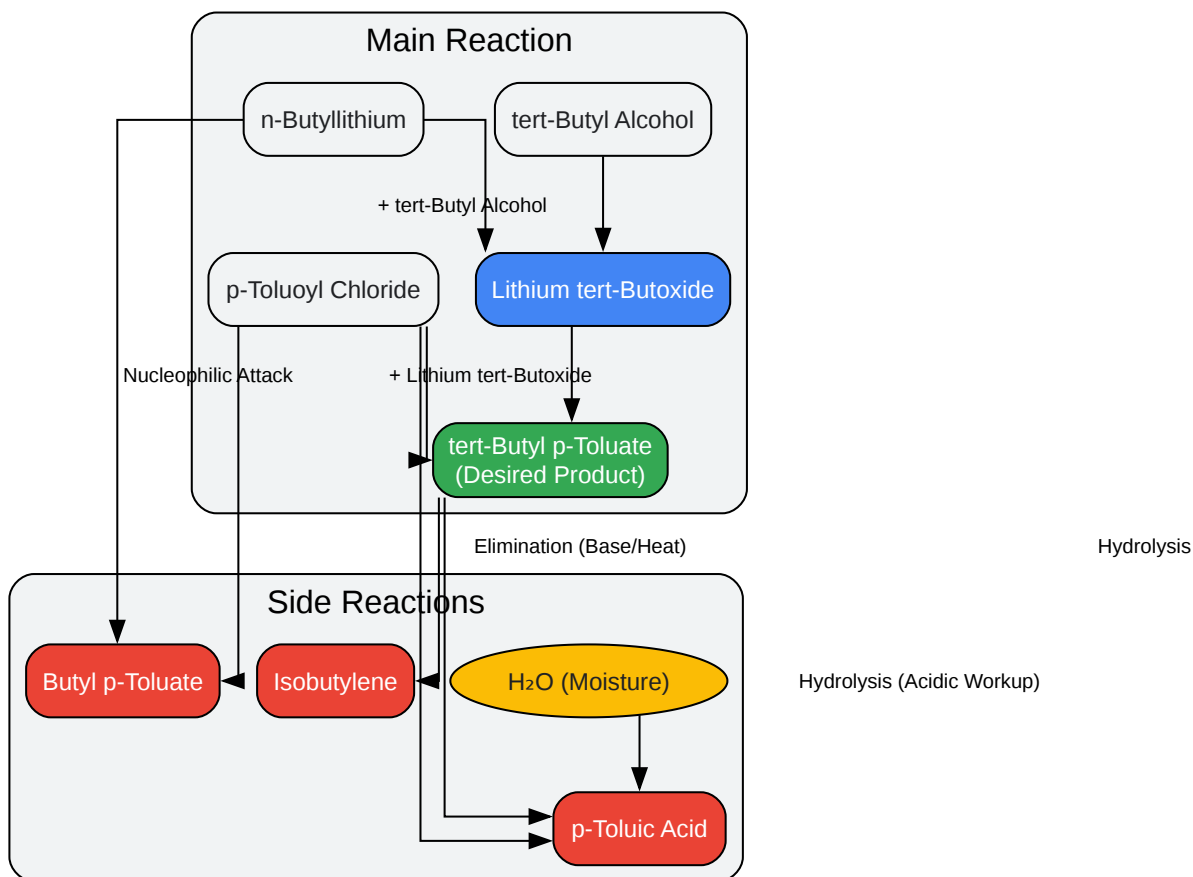 Main Reaction
n-Butyllithium
tert-Butyl Alcohol
+ tert-Butyl Alcohol
p-Toluoyl Chloride
Lithium tert-Butoxide
Nucleophilic Attack
+ Lithium tert-Butoxide
tert-Butyl p-Toluate
(Desired Product)
Elimination (Base/Heat)
Hydrolysis
Side Reactions
Butyl p-Toluate
Isobutylene
H₂O (Moisture)
Hydrolysis (Acidic Workup)
p-Toluic Acid